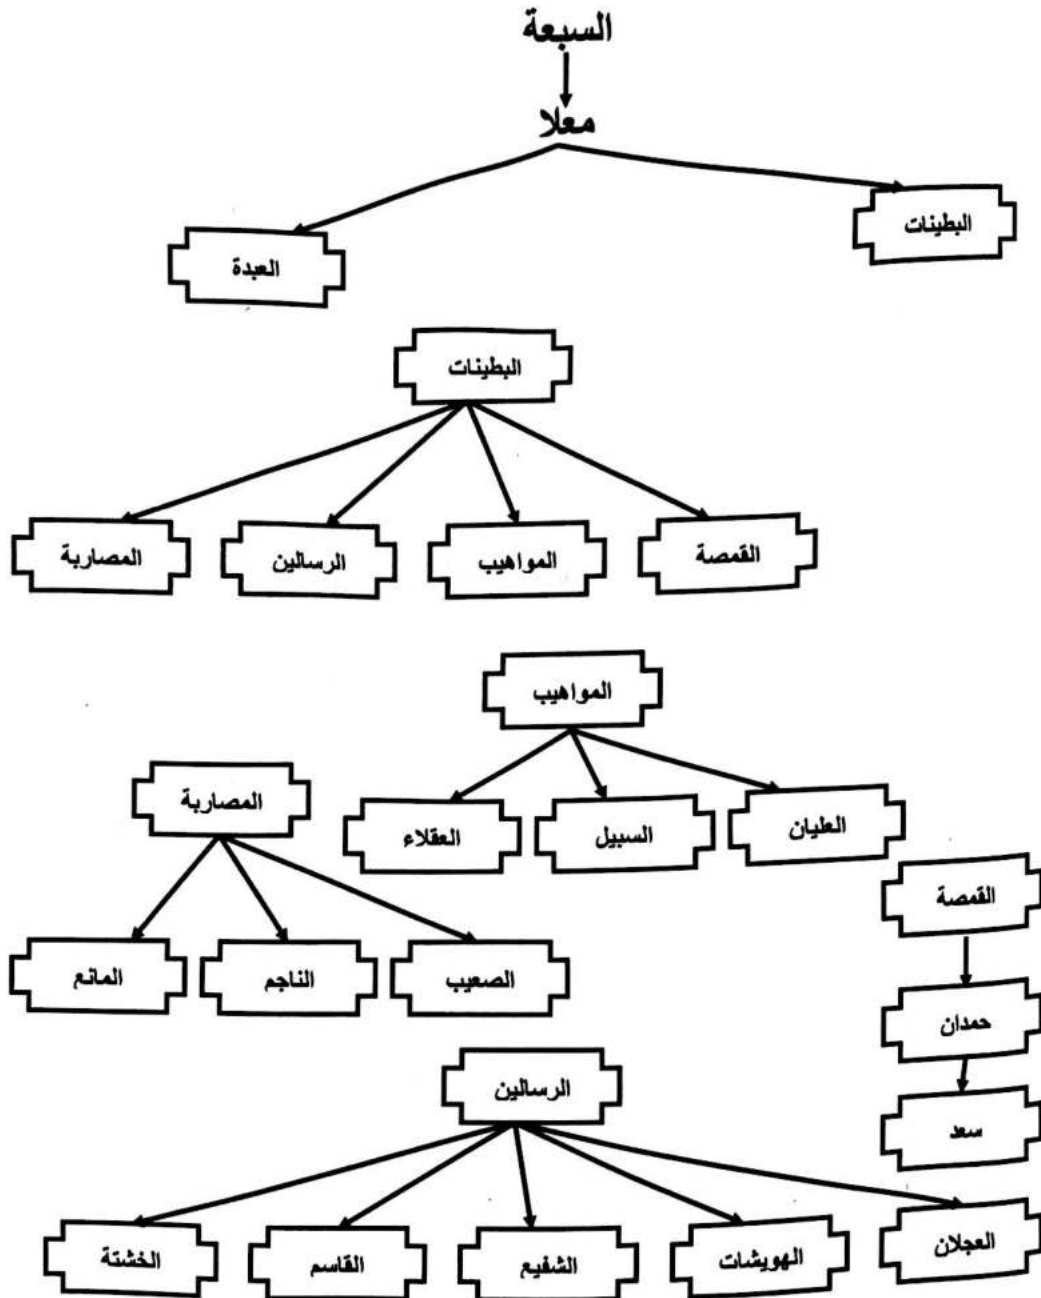 السبعة
معلا
البطينات
العبدة
البطينات
القمصة
المواهيب
الرسالين
المصاربة
المواهيب
العليان
السبيل
العقلاء
المصاربة
الصعيب
الناجم
المانع
القمصة
حمدان
سعد
الرسالين
العجلان
الهويشات
الشفيع
القاسم
الخشتة